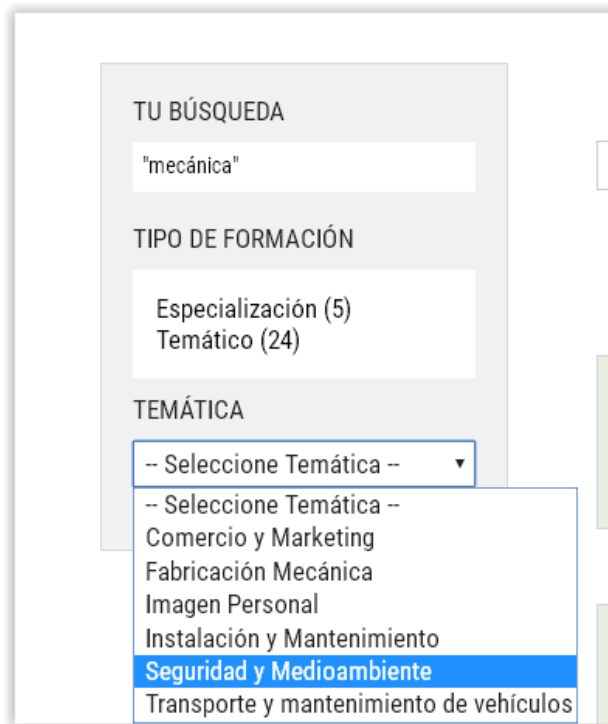 TU BÚSQUEDA
"mecánica"
TIPO DE FORMACIÓN
Especialización (5)
Temático (24)
TEMÁTICA
-- Seleccione Temática --
-- Seleccione Temática --
Comercio y Marketing
Fabricación Mecánica
Imagen Personal
Instalación y Mantenimiento
Seguridad y Medioambiente
Transporte y mantenimiento de vehículos